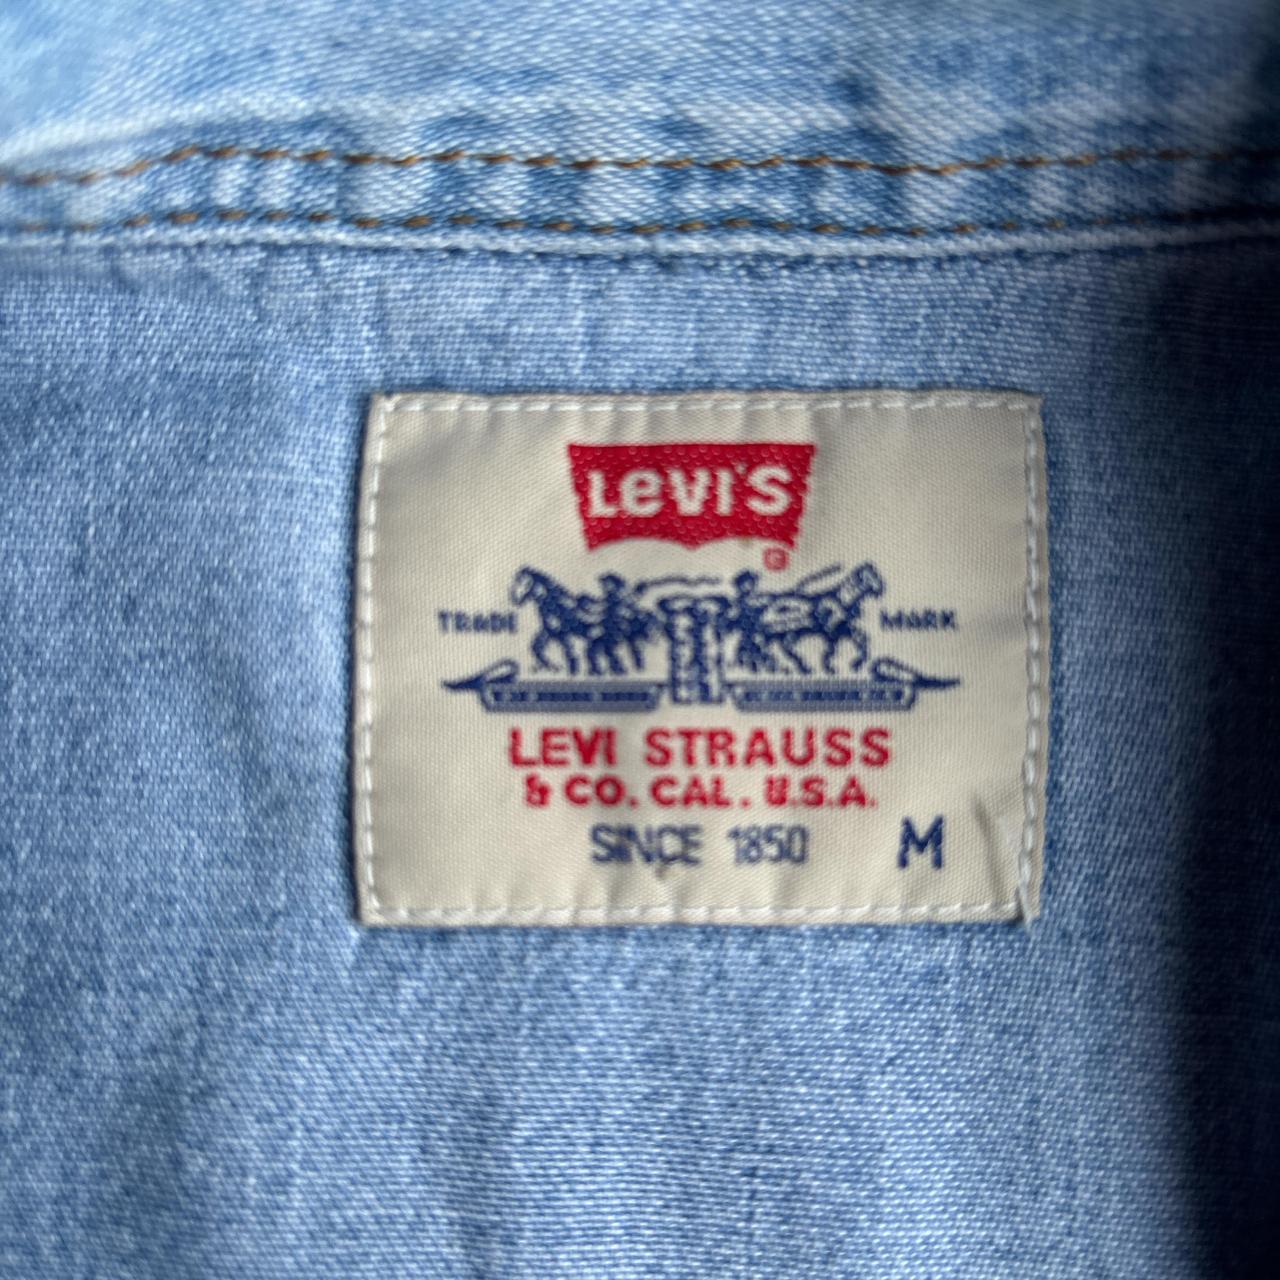 LEVI'S
TRADE MARK
LEVI STRAUSS
& CO. CAL. U.S.A.
SINCE 1850 M